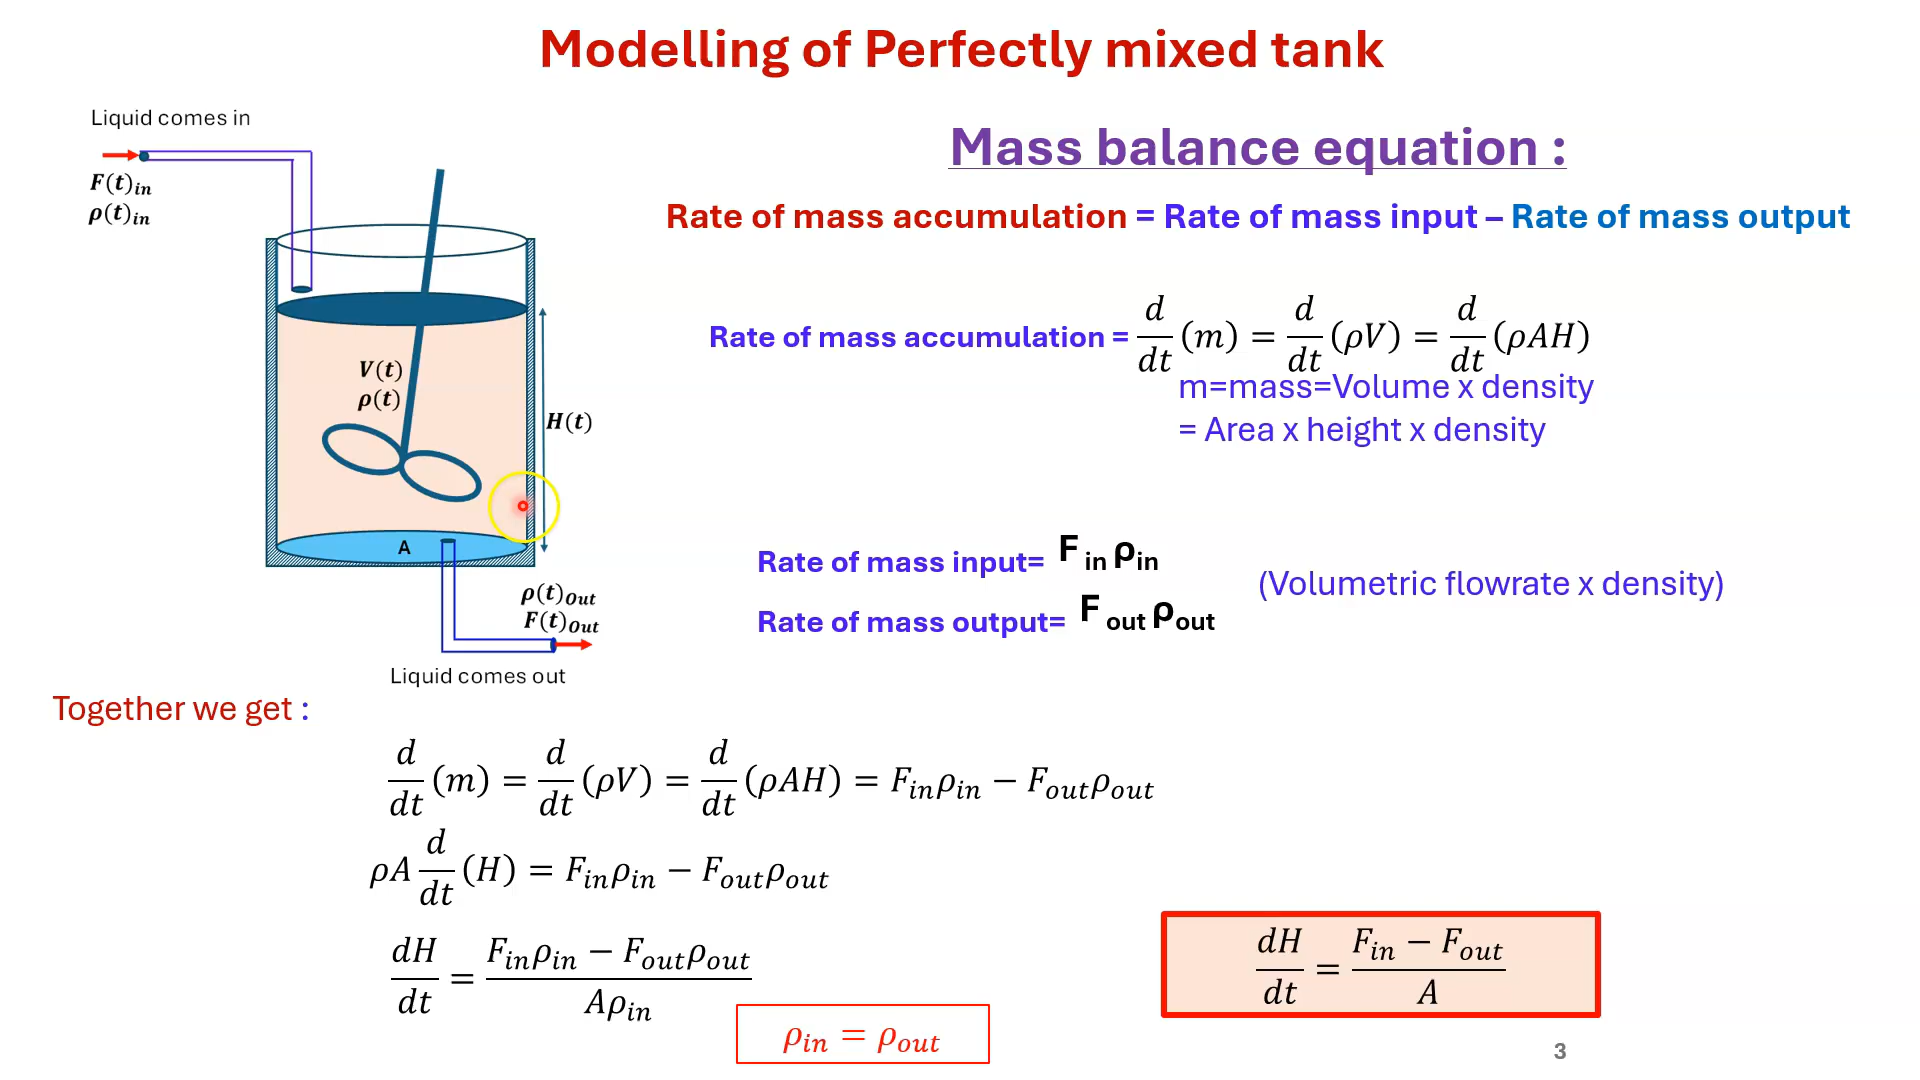 Modelling of Perfectly mixed tank
Liquid comes in
F(t)in
ρ(t)in
V(t)
ρ(t)
H(t)
A
ρ(t)Out
F(t)Out
Liquid comes out
Mass balance equation :
Rate of mass accumulation = Rate of mass input – Rate of mass output
Rate of mass accumulation = d/dt (m) = d/dt (ρV) = d/dt (ρAH)
m=mass=Volume x density
= Area x height x density
Rate of mass input= F in ρin
(Volumetric flowrate x density)
Rate of mass output= F out ρout
Together we get :
d/dt (m) = d/dt (ρV) = d/dt (ρAH) = Finρin − Foutρout
ρA d/dt (H) = Finρin − Foutρout
dH/dt = (Finρin − Foutρout)/(Aρin)
ρin = ρout
dH/dt = (Fin − Fout)/A
3